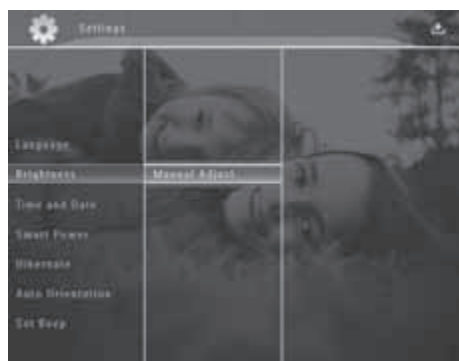 Settings
Language
Brightness
Manual Adjust
Time and Date
Smart Power
Hibernate
Auto Orientation
Set Beep